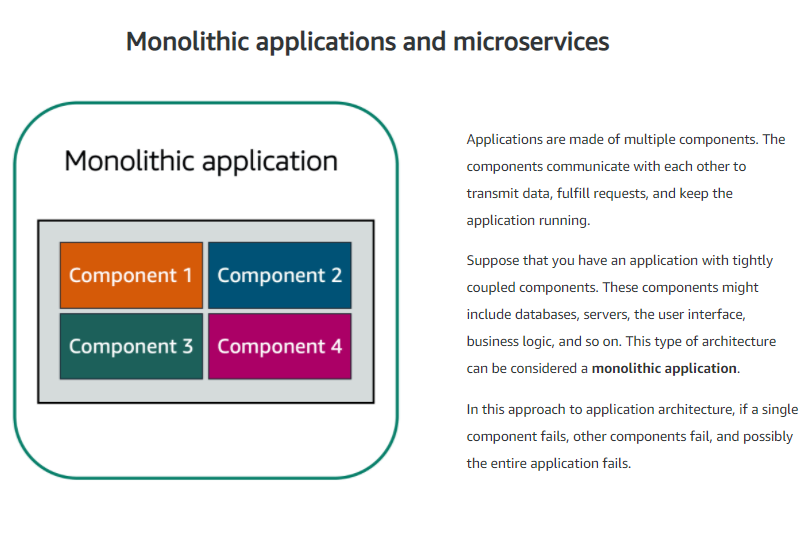 Monolithic applications and microservices
Monolithic application
Component 1
Component 2
Component 3
Component 4
Applications are made of multiple components. The
components communicate with each other to
transmit data, fulfill requests, and keep the
application running.
Suppose that you have an application with tightly
coupled components. These components might
include databases, servers, the user interface,
business logic, and so on. This type of architecture
can be considered a monolithic application.
In this approach to application architecture, if a single
component fails, other components fail, and possibly
the entire application fails.